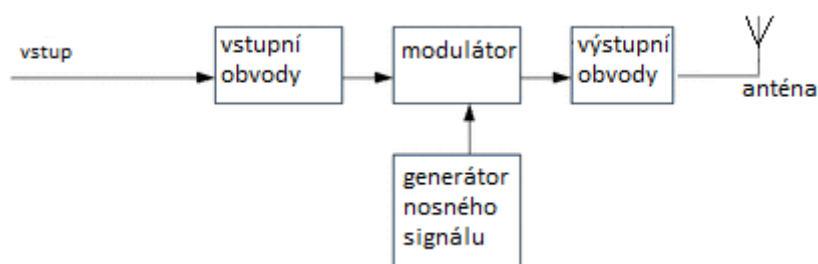 vstup
vstupní
obvody
modulátor
výstupní
obvody
anténa
generátor
nosného
signálu